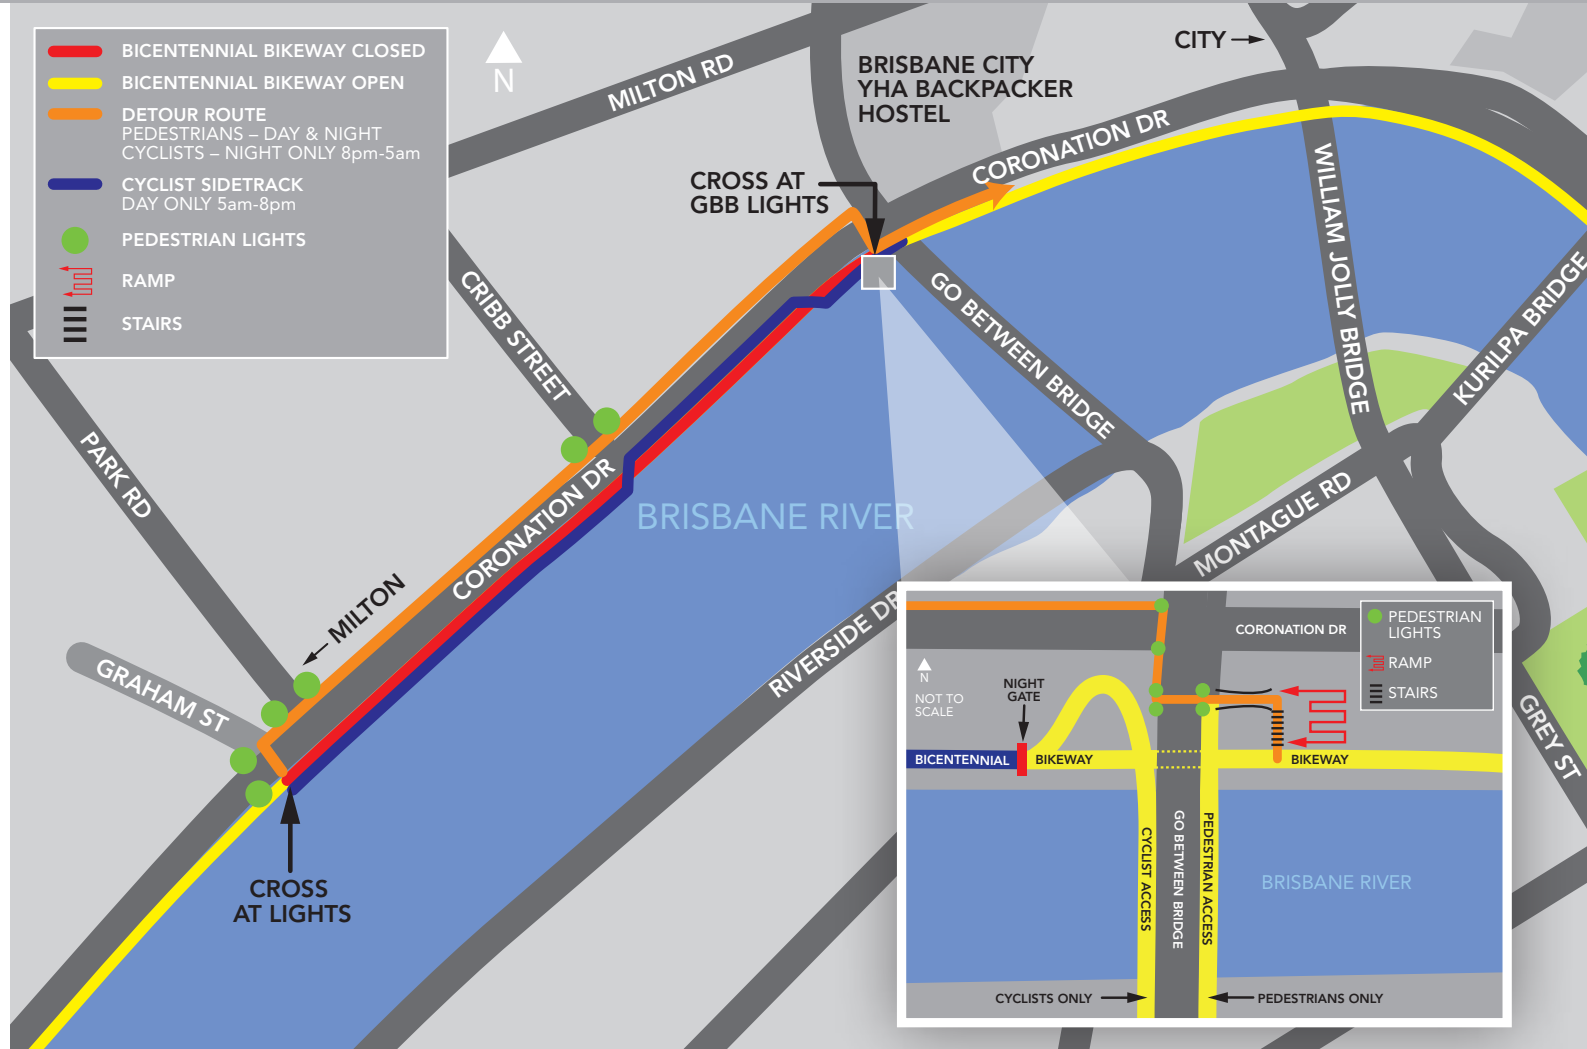 BICENTENNIAL BIKEWAY CLOSED
BICENTENNIAL BIKEWAY OPEN
DETOUR ROUTE
PEDESTRIANS – DAY & NIGHT
CYCLISTS – NIGHT ONLY 8pm-5am
CYCLIST SIDETRACK
DAY ONLY 5am-8pm
PEDESTRIAN LIGHTS
RAMP
STAIRS
N
MILTON RD
BRISBANE CITY
YHA BACKPACKER
HOSTEL
CITY
CORONATION DR
CROSS AT
GBB LIGHTS
WILLIAM JOLLY BRIDGE
KURILPA BRIDGE
GO BETWEEN BRIDGE
CRIBB STREET
PARK RD
CORONATION DR
BRISBANE RIVER
MONTAGUE RD
MILTON
GRAHAM ST
RIVERSIDE DR
GREY ST
CROSS
AT LIGHTS
CORONATION DR
PEDESTRIAN
LIGHTS
RAMP
STAIRS
N
NOT TO
SCALE
NIGHT
GATE
BICENTENNIAL
BIKEWAY
BIKEWAY
CYCLIST ACCESS
GO BETWEEN BRIDGE
PEDESTRIAN ACCESS
BRISBANE RIVER
CYCLISTS ONLY
PEDESTRIANS ONLY